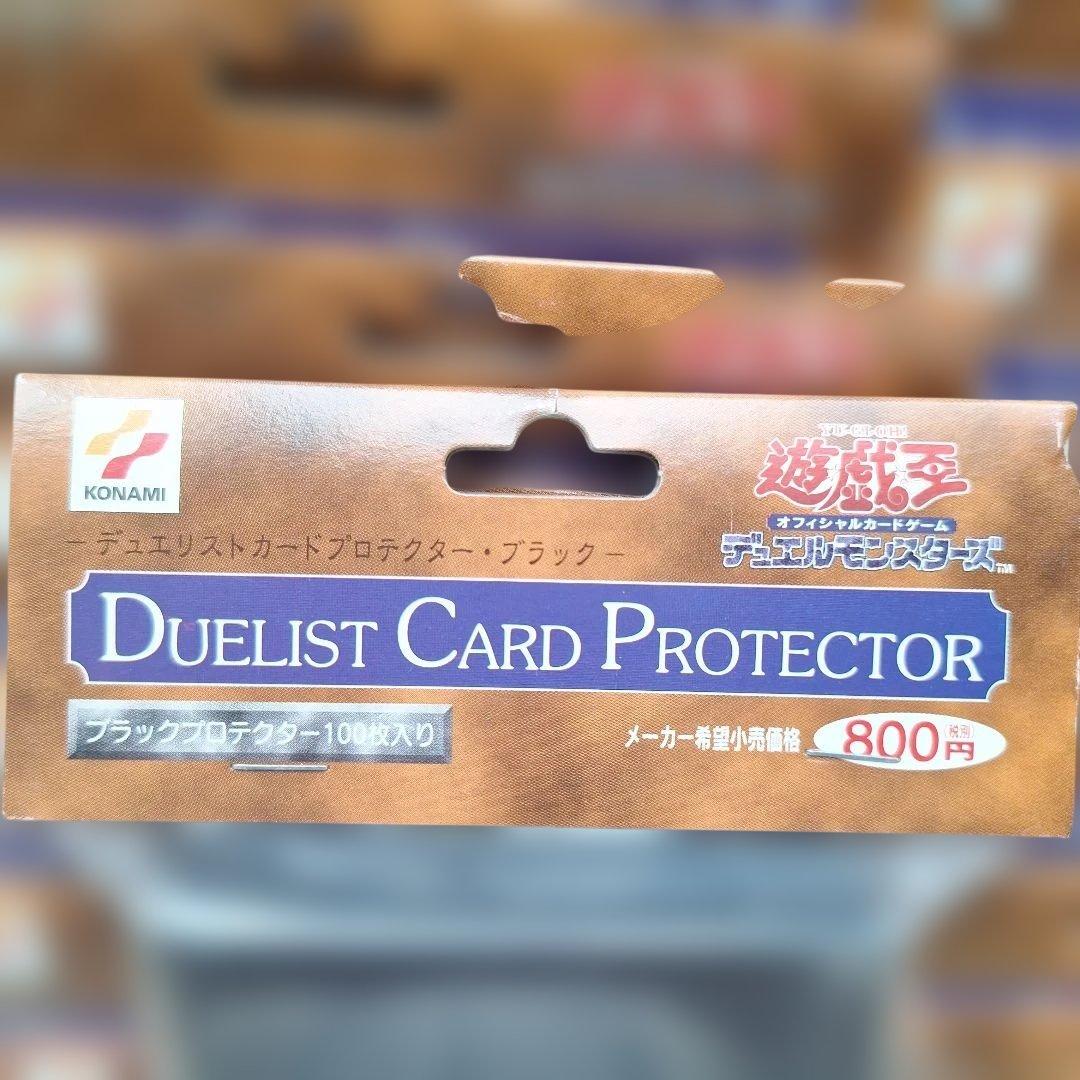 KONAMI
YU-GI-OH!
遊戯王
オフィシャルカードゲーム
デュエルモンスターズ™
デュエリストカードプロテクター・ブラックー
DUELIST CARD PROTECTOR
ブラックプロテクター100枚入り
メーカー希望小売価格 800円 税別